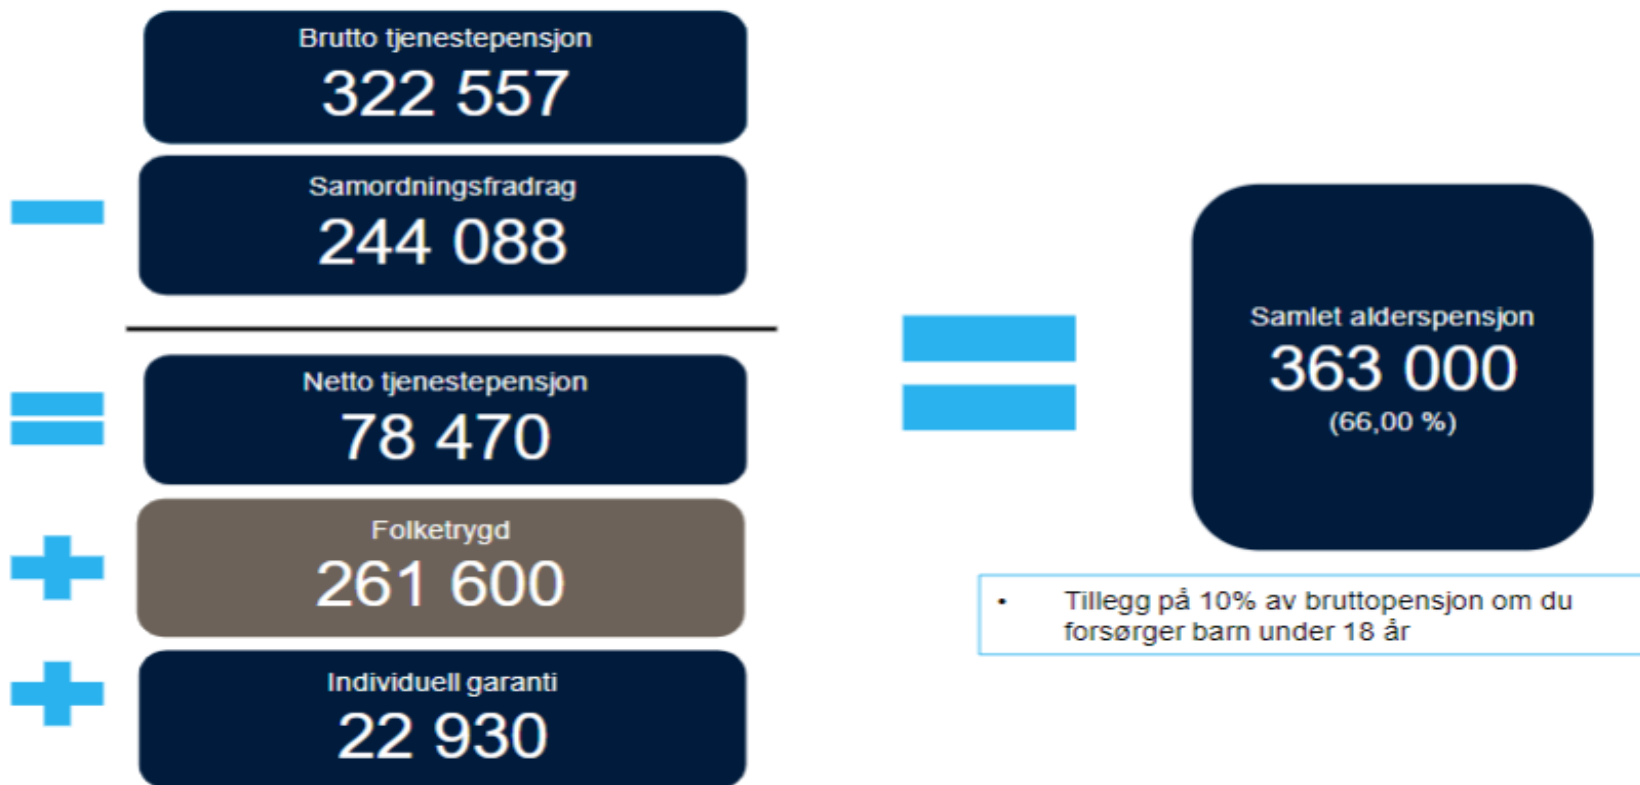 Brutto tjenestepensjon
322 557
Samordningsfradrag
244 088
Netto tjenestepensjon
78 470
Folketrygd
261 600
Individuell garanti
22 930
Samlet alderspensjon
363 000
(66,00 %)
• Tillegg på 10% av bruttopensjon om du
forsørger barn under 18 år